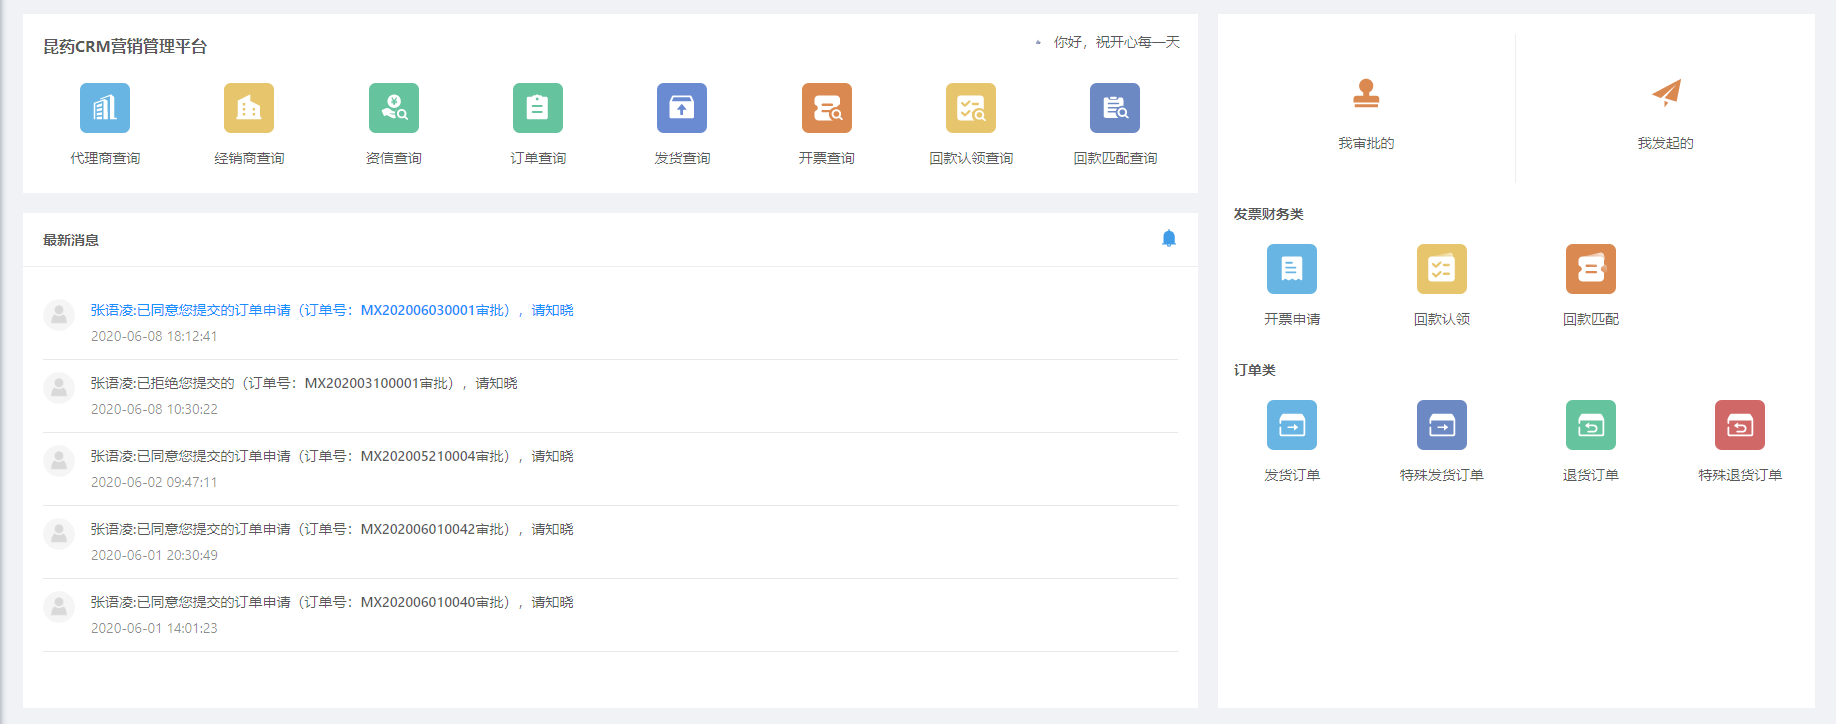 昆药CRM营销管理平台
你好，祝开心每一天
代理商查询
经销商查询
资信查询
订单查询
发货查询
开票查询
回款认领查询
回款匹配查询
最新消息
张语凌:已同意您提交的订单申请（订单号：MX202006030001审批），请知晓
2020-06-08 18:12:41
张语凌:已拒绝您提交的（订单号：MX202003100001审批），请知晓
2020-06-08 10:30:22
张语凌:已同意您提交的订单申请（订单号：MX202005210004审批），请知晓
2020-06-02 09:47:11
张语凌:已同意您提交的订单申请（订单号：MX202006010042审批），请知晓
2020-06-01 20:30:49
张语凌:已同意您提交的订单申请（订单号：MX202006010040审批），请知晓
2020-06-01 14:01:23
我审批的
我发起的
发票财务类
开票申请
回款认领
回款匹配
订单类
发货订单
特殊发货订单
退货订单
特殊退货订单